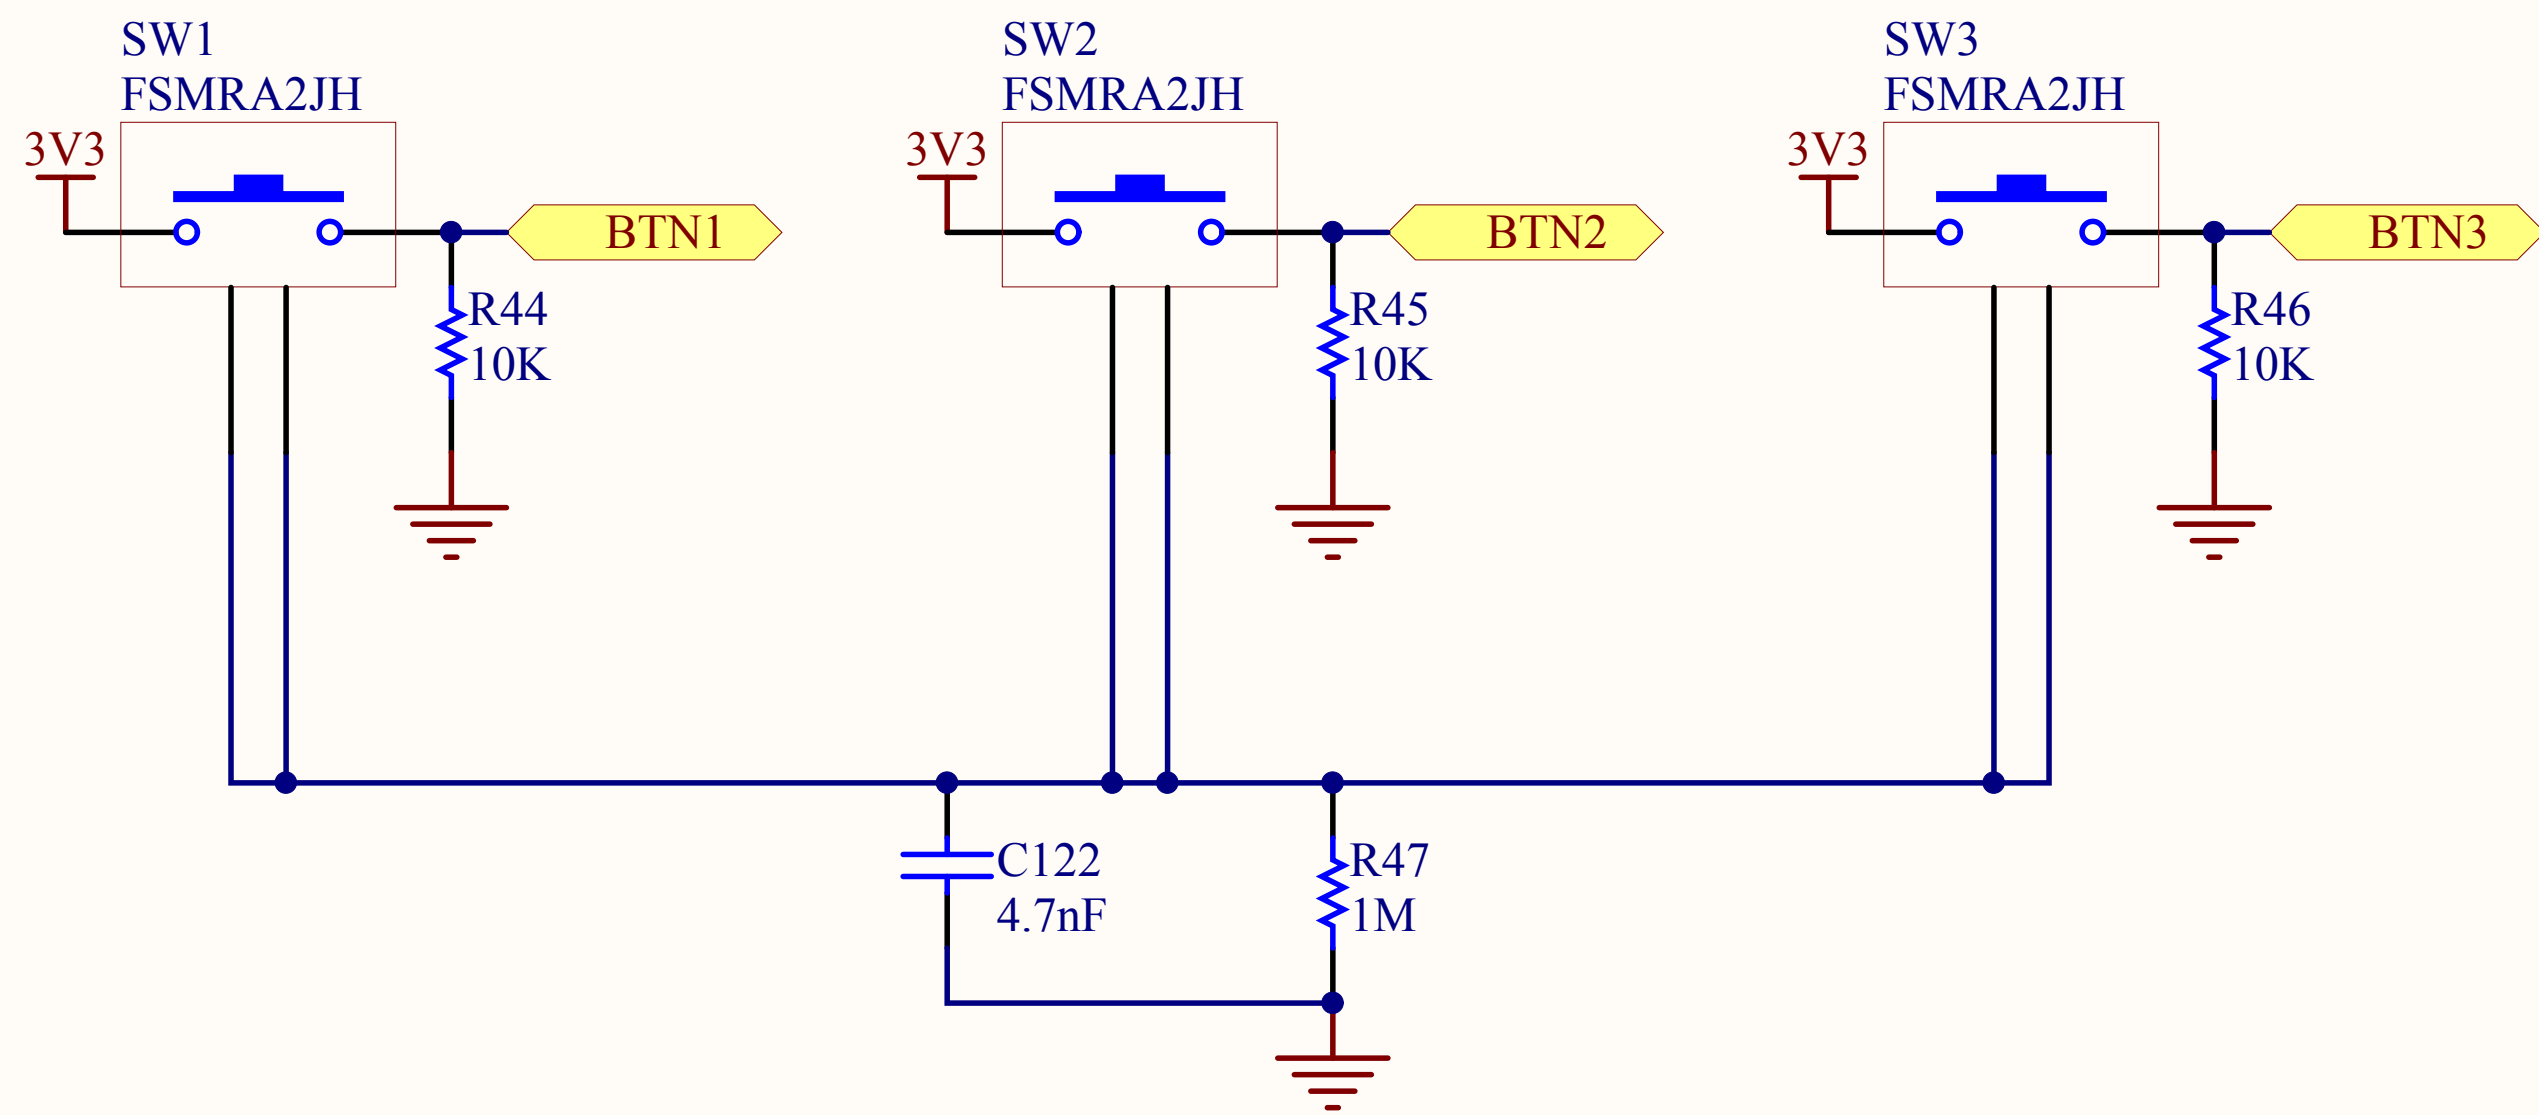 SW1
FSMRA2JH
3V3
BTN1
R44
10K
SW2
FSMRA2JH
3V3
BTN2
R45
10K
SW3
FSMRA2JH
3V3
BTN3
R46
10K
C122
4.7nF
R47
1M